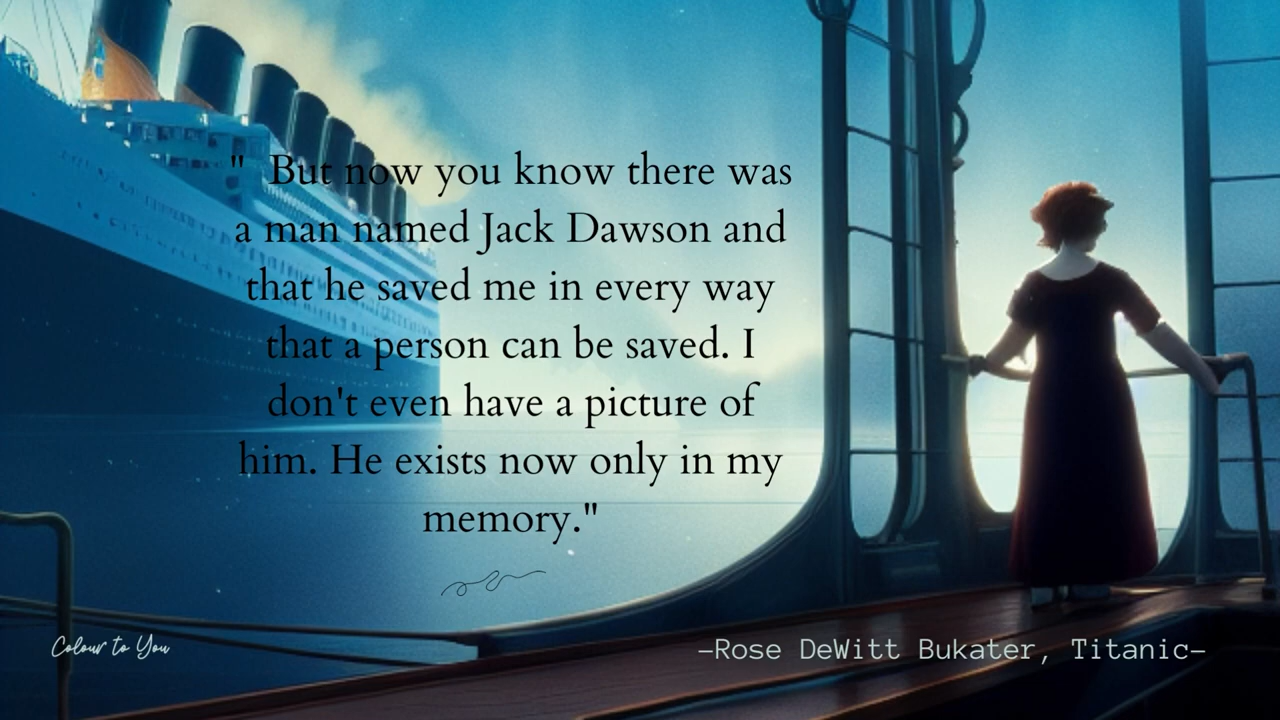 " But now you know there was
a man named Jack Dawson and
that he saved me in every way
that a person can be saved. I
don't even have a picture of
him. He exists now only in my
memory."
Colour to You
-Rose DeWitt Bukater, Titanic-